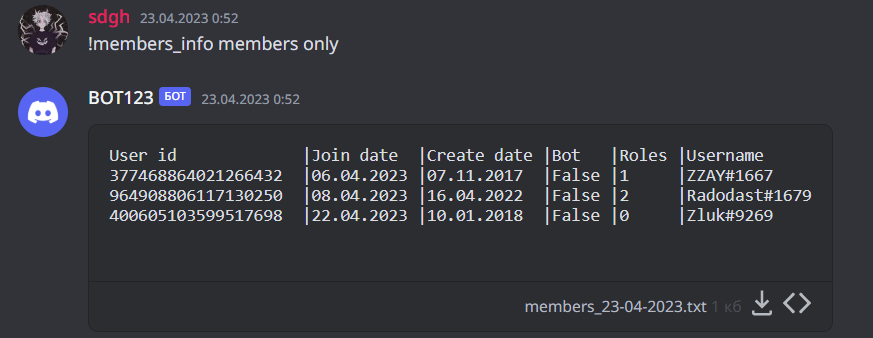 sdgh 23.04.2023 0:52
!members_info members only
BOT123 БОТ 23.04.2023 0:52
User id |Join date |Create date |Bot |Roles |Username
377468864021266432 |06.04.2023 |07.11.2017 |False |1 |ZZAY#1667
964908806117130250 |08.04.2023 |16.04.2022 |False |2 |Radodast#1679
400605103599517698 |22.04.2023 |10.01.2018 |False |0 |Zluk#9269
members_23-04-2023.txt 1 кб